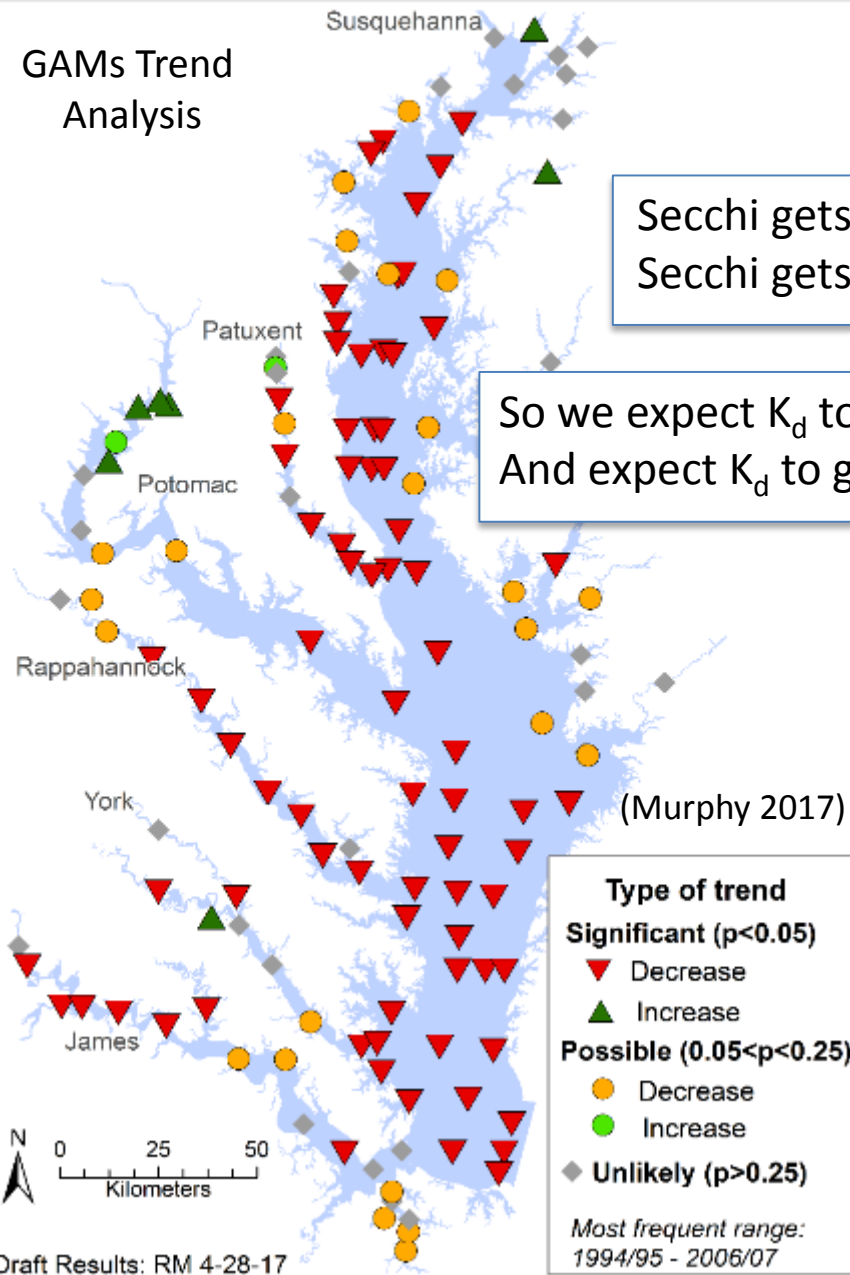 GAMs Trend
Analysis
Susquehanna
Secchi gets
Secchi gets
Patuxent
So we expect Kd to
And expect Kd to g
Potomac
Rappahannock
York
(Murphy 2017)
James
Type of trend
Significant (p<0.05)
Decrease
Increase
Possible (0.05<p<0.25)
Decrease
Increase
Unlikely (p>0.25)
Most frequent range:
1994/95 - 2006/07
N
0 25 50
Kilometers
Draft Results: RM 4-28-17